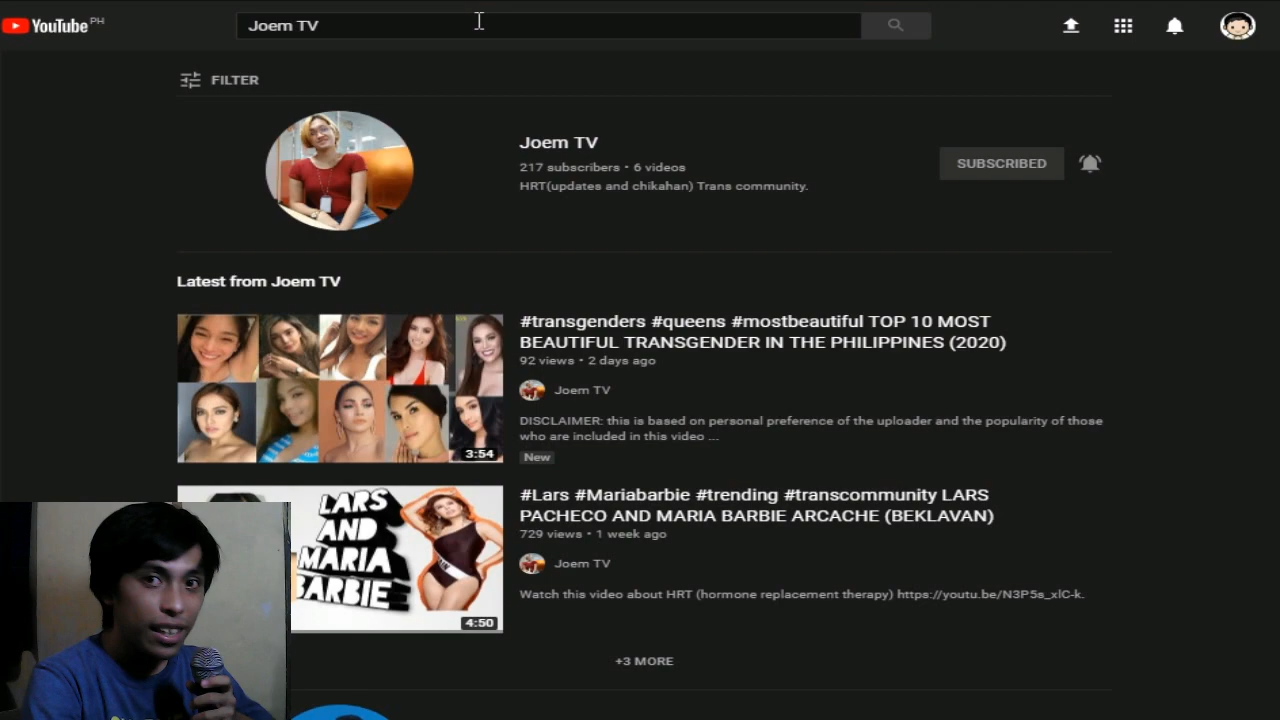 YouTube PH
Joem TV
FILTER
Joem TV
217 subscribers • 6 videos
HRT(updates and chikahan) Trans community.
SUBSCRIBED
Latest from Joem TV
#transgenders #queens #mostbeautiful TOP 10 MOST
BEAUTIFUL TRANSGENDER IN THE PHILIPPINES (2020)
92 views • 2 days ago
Joem TV
DISCLAIMER: this is based on personal preference of the uploader and the popularity of those
who are included in this video ...
New
3:54
LARS
AND
MARIA
BARBIE
4:50
#Lars #Mariabarbie #trending #transcommunity LARS
PACHECO AND MARIA BARBIE ARCACHE (BEKLAVAN)
729 views • 1 week ago
Joem TV
Watch this video about HRT (hormone replacement therapy) https://youtu.be/N3P5s_xlC-k.
+3 MORE